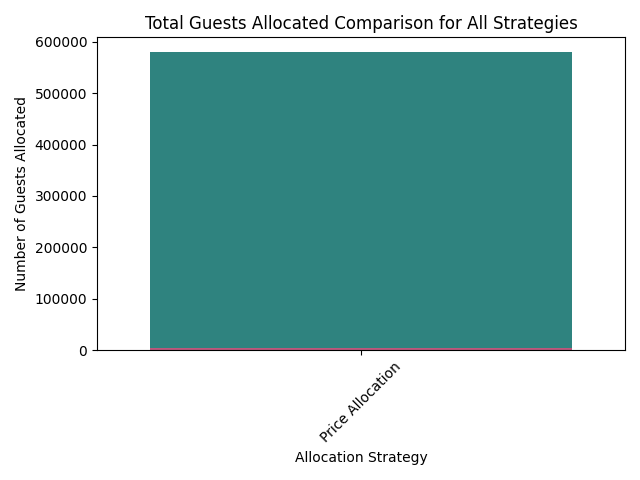 Total Guests Allocated Comparison for All Strategies
600000
500000
400000
300000
200000
100000
0
Number of Guests Allocated
Price Allocation
Allocation Strategy